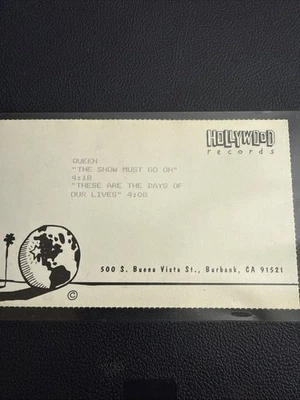 HOLLYWOOD
records
QUEEN
"THE SHOW MUST GO ON"
4:18
"THESE ARE THE DAYS OF
OUR LIVES" 4:08
500 S. Buena Vista St., Burbank, CA 91521
©